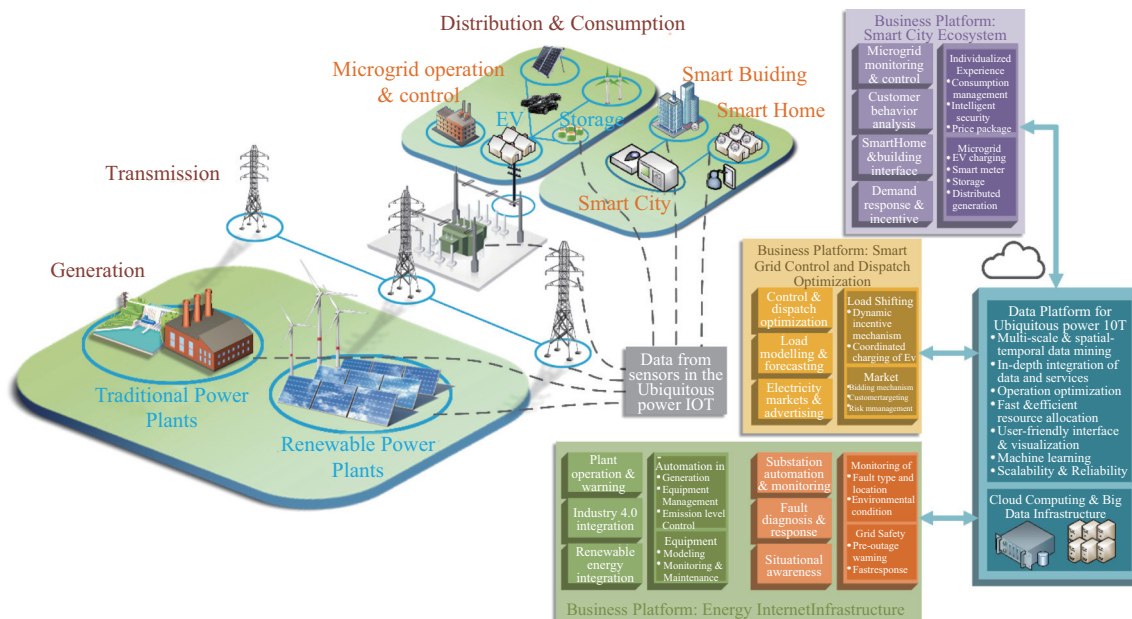 Distribution & Consumption
Microgrid operation
& control
EV
Storage
Smart Buiding
Smart Home
Smart City
Transmission
Generation
Traditional Power
Plants
Renewable Power
Plants
Data from
sensors in the
Ubiquitous
power IOT
Business Platform:
Smart City Ecosystem
Microgrid
monitoring
& control
Customer
behavior
analysis
SmartHome
&building
interface
Demand
response &
incentive
Individualized
Experience
• Consumption
management
• Intelligent
security
• Price package
Microgrid
• EV charging
• Smart meter
• Storage
• Distributed
generation
Business Platform: Smart
Grid Control and Dispatch
Optimization
Control &
dispatch
optimization
Load
modelling &
forecasting
Electricity
markets &
advertising
Load Shifting
• Dynamic
incentive
mechanism
• Coordinated
charging of Ev
Market
• Bidding mechanism
• Customertargeting
• Risk mmanagement
Data Platform for
Ubiquitous power 10T
• Multi-scale & spatial-
temporal data mining
• In-depth integration of
data and services
• Operation optimization
• Fast &efficient
resource allocation
• User-friendly interface
& visualization
• Machine learning
• Scalability & Reliability
Cloud Computing & Big
Data Infrastructure
Plant
operation &
warning
Industry 4.0
integration
Renewable
energy
integration
-
Automation in
• Generation
• Equipment
Management
• Emission level
Control
Equipment
• Modeling
• Monitoring &
Maintenance
Substation
automation
& monitoring
Fault
diagnosis &
response
Situational
awareness
Monitoring of
• Fault type and
location
• Environmental
condition
Grid Safety
• Pre-outage
waming
• Fastresponse
Business Platform: Energy InternetInfrastructure